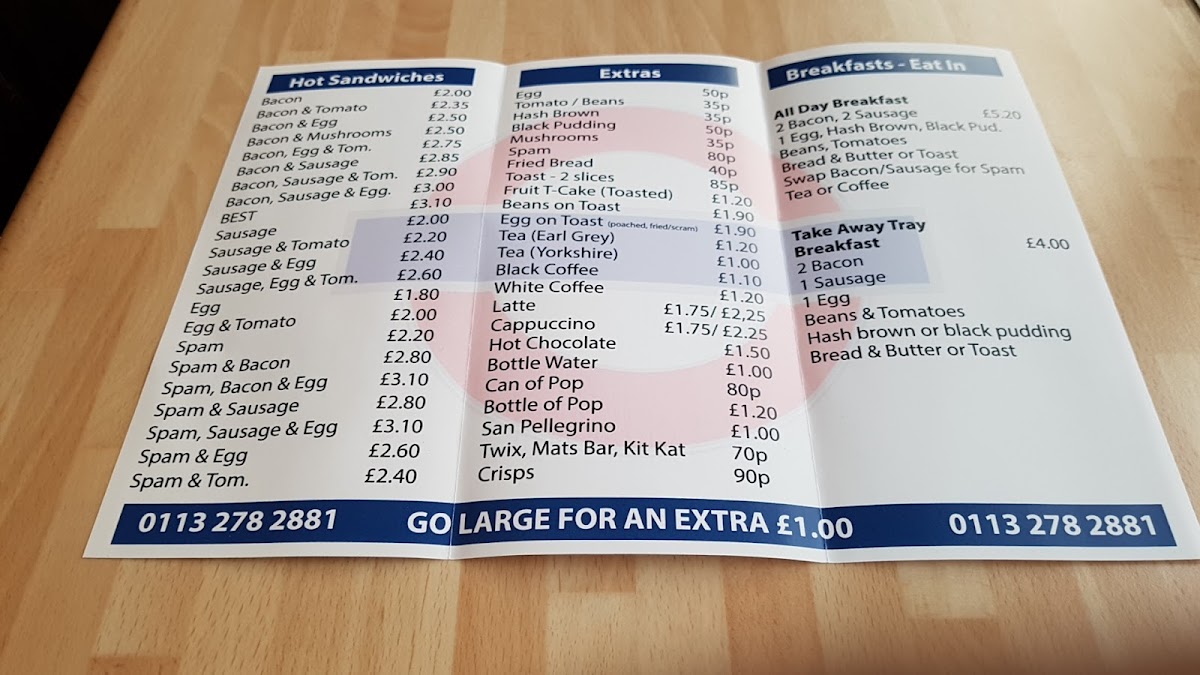 Hot Sandwiches
Bacon £2.00
Bacon & Tomato £2.35
Bacon & Egg £2.50
Bacon & Mushrooms £2.50
Bacon, Egg & Tom. £2.75
Bacon & Sausage £2.85
Bacon, Sausage & Tom. £2.90
Bacon, Sausage & Egg. £3.00
BEST £3.10
Sausage £2.00
Sausage & Tomato £2.20
Sausage & Egg £2.40
Sausage, Egg & Tom. £2.60
Egg £1.80
Egg & Tomato £2.00
Spam £2.20
Spam & Bacon £2.80
Spam, Bacon & Egg £3.10
Spam & Sausage £2.80
Spam, Sausage & Egg £3.10
Spam & Egg £2.60
Spam & Tom. £2.40
Extras
Egg 50p
Tomato / Beans 35p
Hash Brown 35p
Black Pudding 50p
Mushrooms 35p
Spam 80p
Fried Bread 40p
Toast - 2 slices 85p
Fruit T-Cake (Toasted) £1.20
Beans on Toast £1.90
Egg on Toast (poached, fried/scram) £1.90
Tea (Earl Grey) £1.20
Tea (Yorkshire) £1.00
Black Coffee £1.10
White Coffee £1.20
Latte £1.75/ £2,25
Cappuccino £1.75/ £2.25
Hot Chocolate £1.50
Bottle Water £1.00
Can of Pop 80p
Bottle of Pop £1.20
San Pellegrino £1.00
Twix, Mats Bar, Kit Kat 70p
Crisps 90p
Breakfasts - Eat In
All Day Breakfast
2 Bacon, 2 Sausage £5.20
1 Egg, Hash Brown, Black Pud.
Beans, Tomatoes
Bread & Butter or Toast
Swap Bacon/Sausage for Spam
Tea or Coffee
Take Away Tray
Breakfast £4.00
2 Bacon
1 Sausage
1 Egg
Beans & Tomatoes
Hash brown or black pudding
Bread & Butter or Toast
0113 278 2881 GO LARGE FOR AN EXTRA £1.00 0113 278 2881